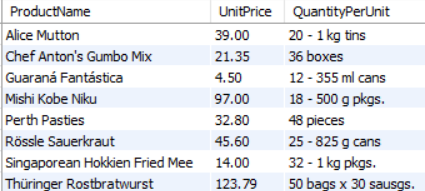 ProductName UnitPrice QuantityPerUnit
Alice Mutton 39.00 20 - 1 kg tins
Chef Anton's Gumbo Mix 21.35 36 boxes
Guaraná Fantástica 4.50 12 - 355 ml cans
Mishi Kobe Niku 97.00 18 - 500 g pkgs.
Perth Pasties 32.80 48 pieces
Rössle Sauerkraut 45.60 25 - 825 g cans
Singaporean Hokkien Fried Mee 14.00 32 - 1 kg pkgs.
Thüringer Rostbratwurst 123.79 50 bags x 30 sausgs.